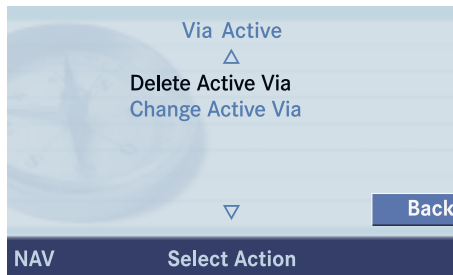 Via Active
Delete Active Via
Change Active Via
Back
NAV Select Action